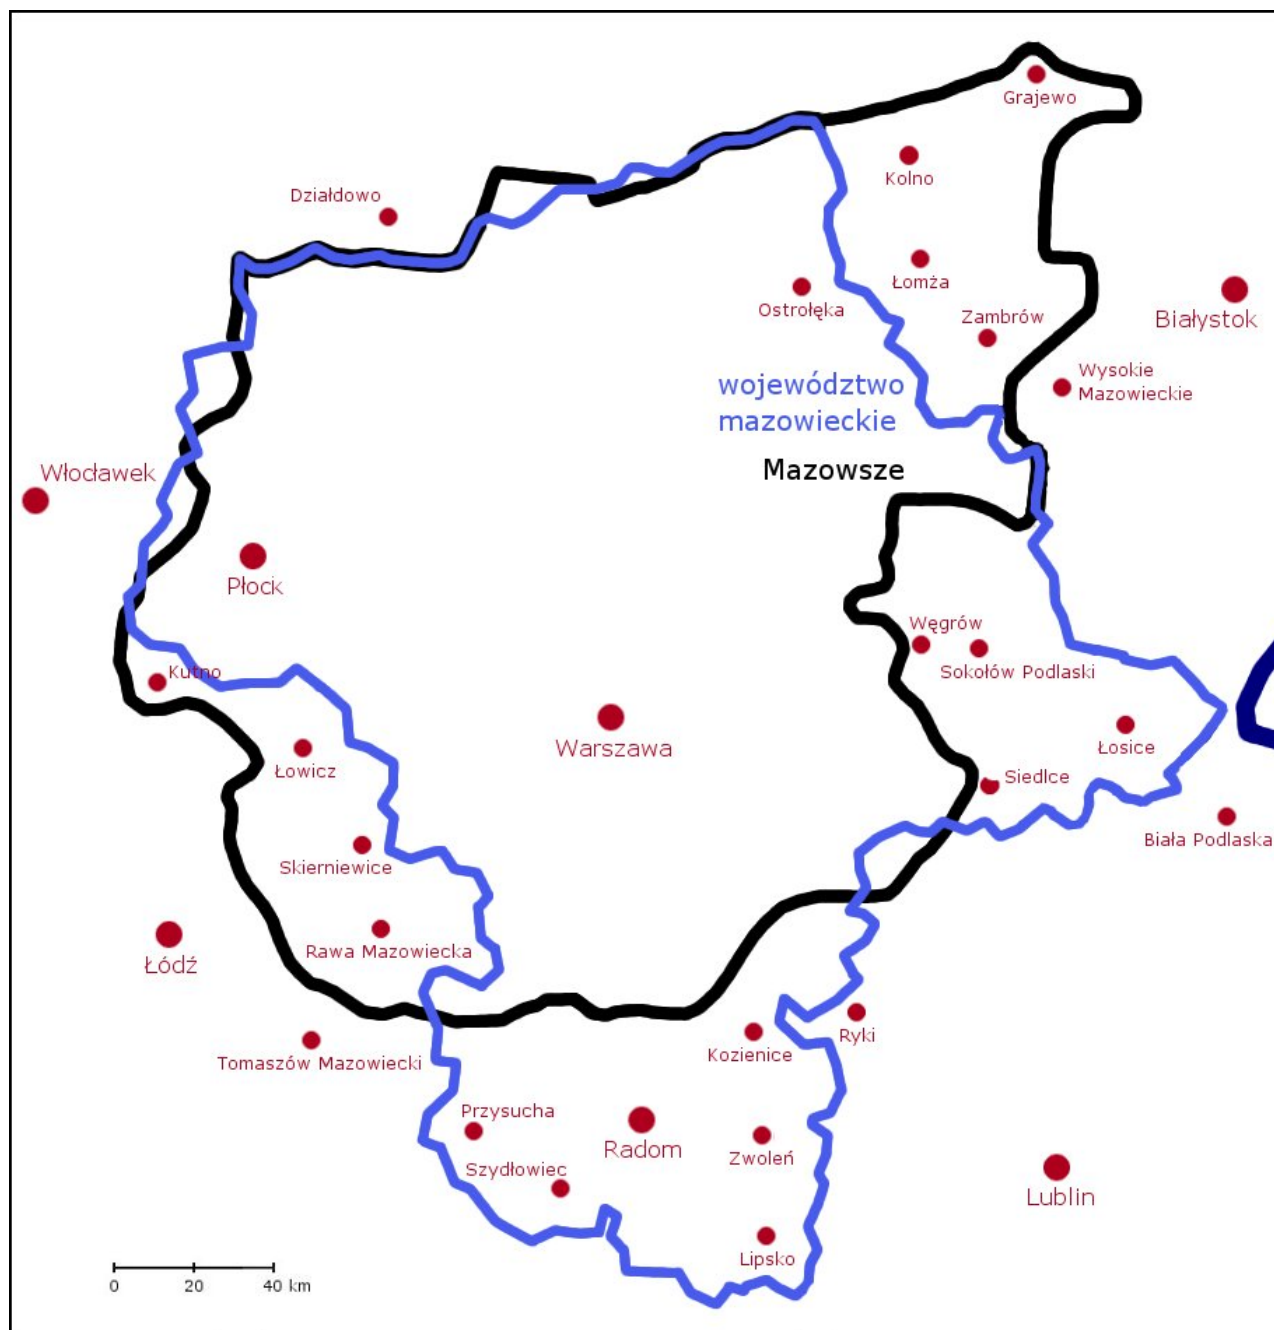 Grajewo
Kolno
Działdowo
Łomża
Ostrołęka
Zambrów
Białystok
Wysokie
Mazowieckie
województwo
mazowieckie
Mazowsze
Włocławek
Płock
Węgrów
Sokołów Podlaski
Kutno
Warszawa
Łosice
Łowicz
Siedlce
Biała Podlaska
Skierniewice
Rawa Mazowiecka
Łódź
Ryki
Kozienice
Tomaszów Mazowiecki
Przysucha
Radom
Zwoleń
Szydłowiec
Lublin
Lipsko
0 20 40 km